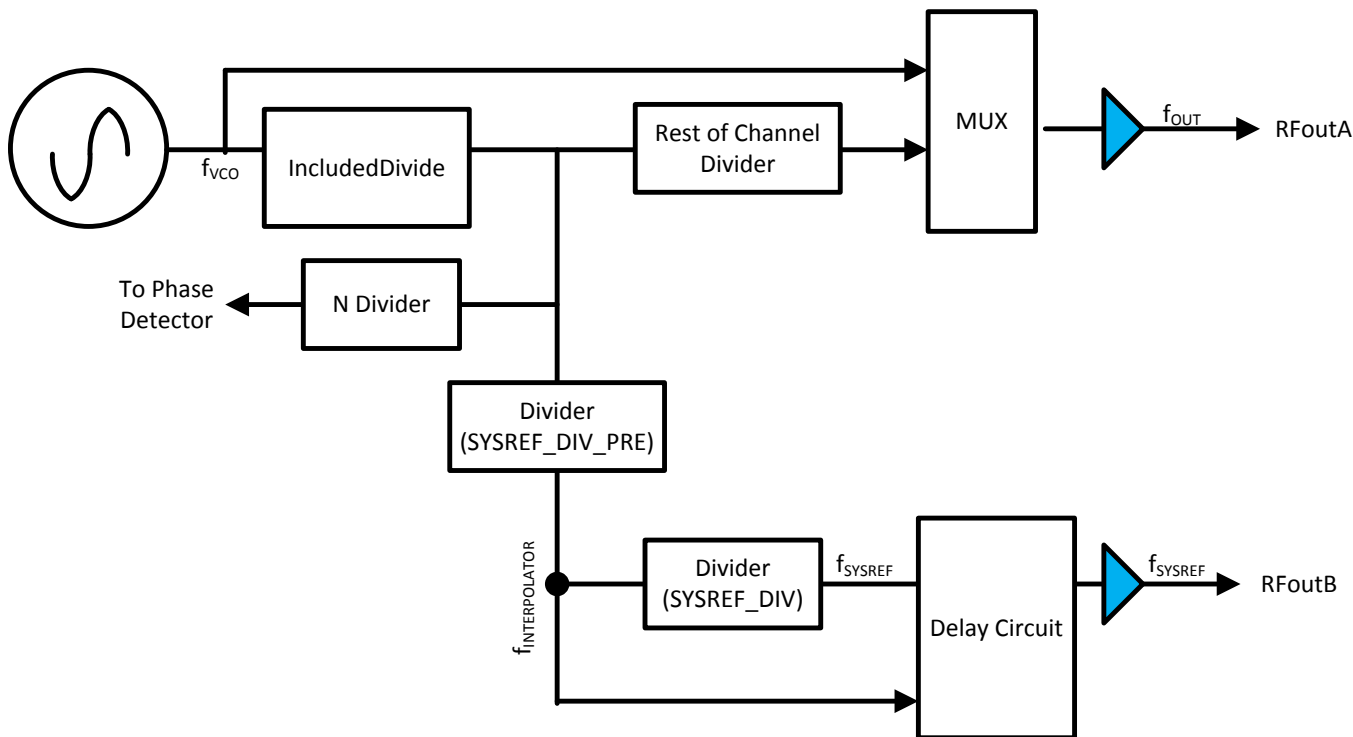 fVCO
IncludedDivide
Rest of Channel
Divider
MUX
fOUT
RFoutA
To Phase
Detector
N Divider
Divider
(SYSREF_DIV_PRE)
fINTERPOLATOR
Divider
(SYSREF_DIV)
fSYSREF
Delay Circuit
fSYSREF
RFoutB